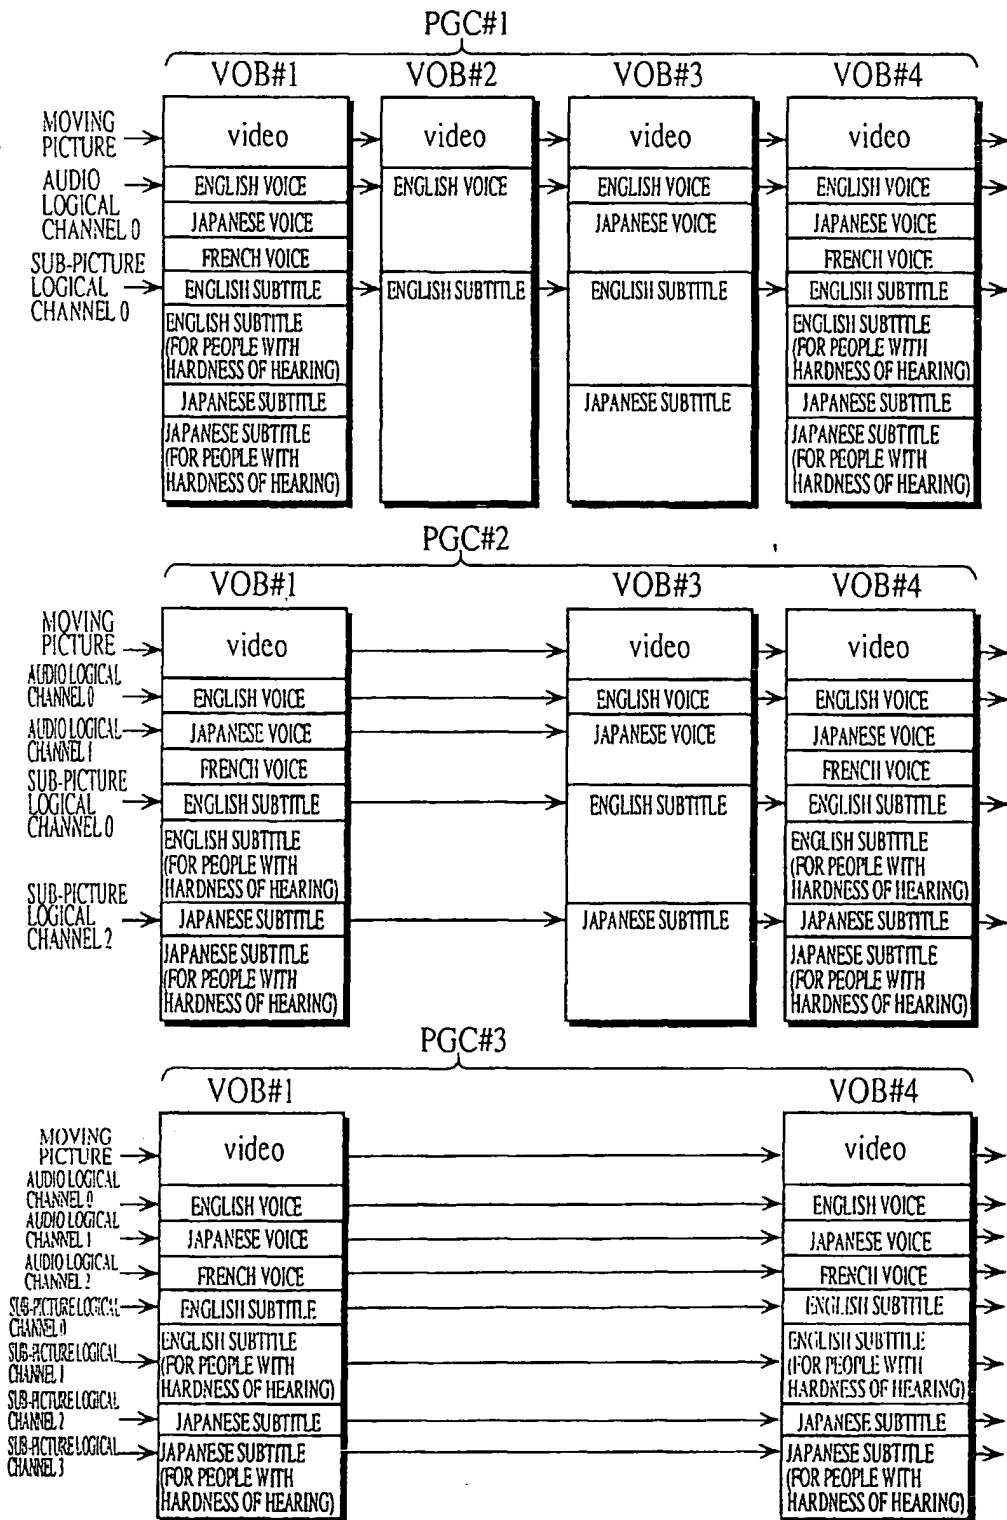 PGC#1
VOB#1 VOB#2 VOB#3 VOB#4
MOVING
PICTURE
video video video video
AUDIO
LOGICAL
CHANNEL 0
ENGLISH VOICE ENGLISH VOICE ENGLISH VOICE ENGLISH VOICE
JAPANESE VOICE JAPANESE VOICE JAPANESE VOICE
FRENCH VOICE FRENCH VOICE
SUB-PICTURE
LOGICAL
CHANNEL 0
ENGLISH SUBTITLE ENGLISH SUBTITLE ENGLISH SUBTITLE ENGLISH SUBTITLE
ENGLISH SUBTITLE
(FOR PEOPLE WITH
HARDNESS OF HEARING)
ENGLISH SUBTITLE
(FOR PEOPLE WITH
HARDNESS OF HEARING)
JAPANESE SUBTITLE JAPANESE SUBTITLE JAPANESE SUBTITLE
JAPANESE SUBTITLE
(FOR PEOPLE WITH
HARDNESS OF HEARING)
JAPANESE SUBTITLE
(FOR PEOPLE WITH
HARDNESS OF HEARING)
PGC#2
VOB#1 VOB#3 VOB#4
MOVING
PICTURE
video video video
AUDIO LOGICAL
CHANNEL 0
ENGLISH VOICE ENGLISH VOICE ENGLISH VOICE
AUDIO LOGICAL
CHANNEL 1
JAPANESE VOICE JAPANESE VOICE JAPANESE VOICE
FRENCH VOICE FRENCH VOICE
SUB-PICTURE
LOGICAL
CHANNEL 0
ENGLISH SUBTITLE ENGLISH SUBTITLE ENGLISH SUBTITLE
ENGLISH SUBTITLE
(FOR PEOPLE WITH
HARDNESS OF HEARING)
ENGLISH SUBTITLE
(FOR PEOPLE WITH
HARDNESS OF HEARING)
SUB-PICTURE
LOGICAL
CHANNEL 2
JAPANESE SUBTITLE JAPANESE SUBTITLE JAPANESE SUBTITLE
JAPANESE SUBTITLE
(FOR PEOPLE WITH
HARDNESS OF HEARING)
JAPANESE SUBTITLE
(FOR PEOPLE WITH
HARDNESS OF HEARING)
PGC#3
VOB#1 VOB#4
MOVING
PICTURE
video video
AUDIO LOGICAL
CHANNEL 0
ENGLISH VOICE ENGLISH VOICE
AUDIO LOGICAL
CHANNEL 1
JAPANESE VOICE JAPANESE VOICE
AUDIO LOGICAL
CHANNEL 2
FRENCH VOICE FRENCH VOICE
SUB-PICTURE LOGICAL
CHANNEL 0
ENGLISH SUBTITLE ENGLISH SUBTITLE
SUB-PICTURE LOGICAL
CHANNEL 1
ENGLISH SUBTITLE
(FOR PEOPLE WITH
HARDNESS OF HEARING)
ENGLISH SUBTITLE
(FOR PEOPLE WITH
HARDNESS OF HEARING)
SUB-PICTURE LOGICAL
CHANNEL 2
JAPANESE SUBTITLE JAPANESE SUBTITLE
SUB-PICTURE LOGICAL
CHANNEL 3
JAPANESE SUBTITLE
(FOR PEOPLE WITH
HARDNESS OF HEARING)
JAPANESE SUBTITLE
(FOR PEOPLE WITH
HARDNESS OF HEARING)